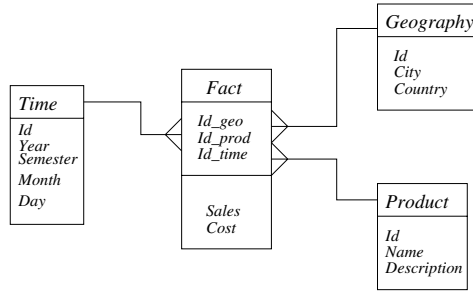 Time
Id
Year
Semester
Month
Day
Fact
Id_geo
Id_prod
Id_time
Sales
Cost
Geography
Id
City
Country
Product
Id
Name
Description